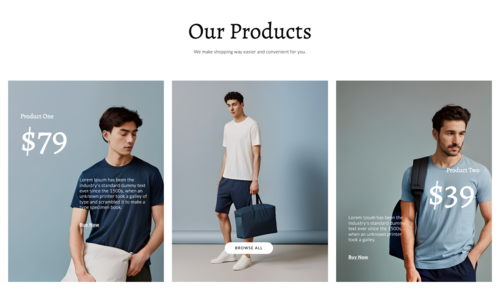 Our Products
We make shopping way easier and convenient for you.
Product One
$79
Lorem Ipsum has been the
industry's standard dummy text
ever since the 1500s, when an
unknown printer took a galley of
type and scrambled it to make a
type specimen book.
Buy Now
BROWSE ALL
Product Two
$39
Lorem Ipsum has been the
industry's standard dummy text
ever since the 1500s, when an
unknown printer
took a galley.
Buy Now